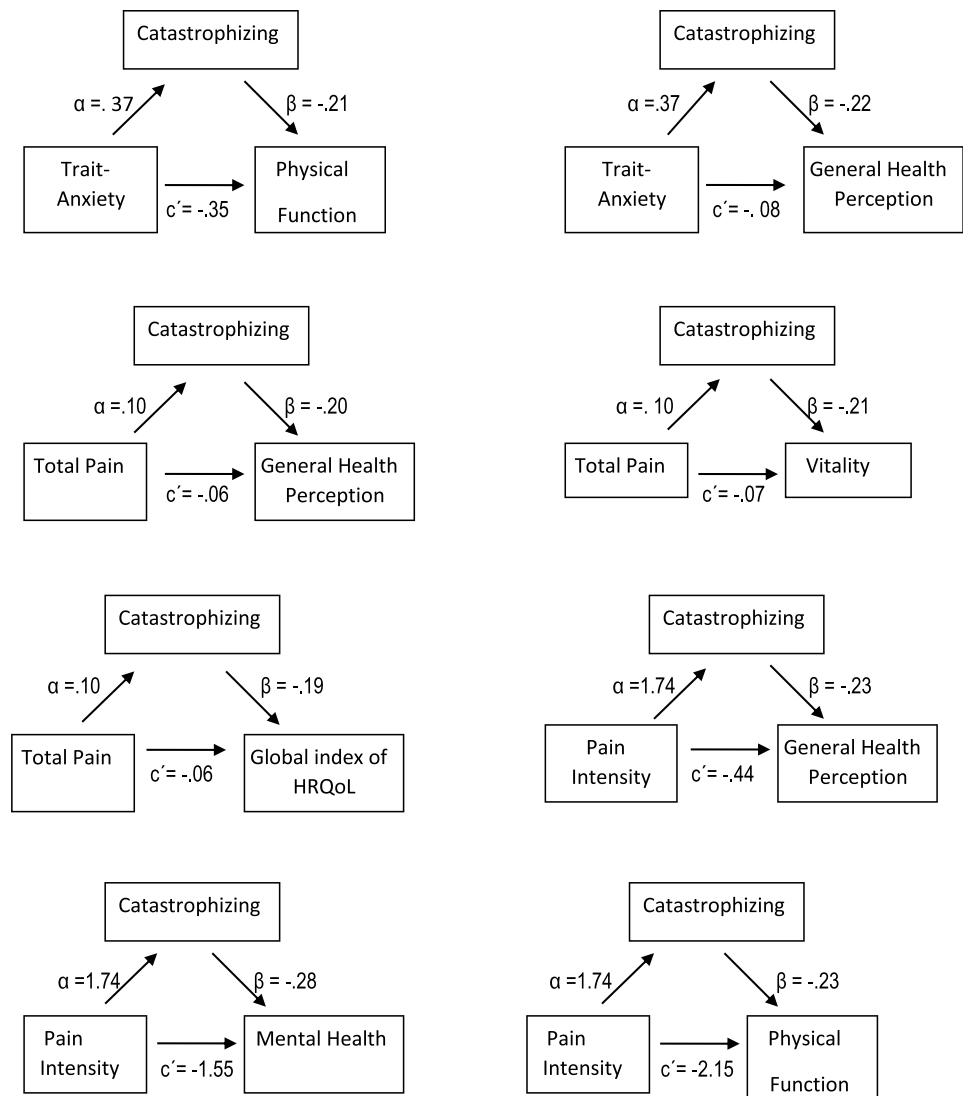 Catastrophizing
α =. 37
β = -.21
Trait-
Anxiety
c´= -.35
Physical
Function
Catastrophizing
α =.37
β = -.22
Trait-
Anxiety
c´= -. 08
General Health
Perception
Catastrophizing
α =.10
β = -.20
Total Pain
c´= -.06
General Health
Perception
Catastrophizing
α =. 10
β = -.21
Total Pain
c´= -.07
Vitality
Catastrophizing
α =.10
β = -.19
Total Pain
c´= -.06
Global index of
HRQoL
Catastrophizing
α =1.74
β = -.23
Pain
Intensity
c´= -.44
General Health
Perception
Catastrophizing
α =1.74
β = -.28
Pain
Intensity
c´ = -1.55
Mental Health
Catastrophizing
α =1.74
β = -.23
Pain
Intensity
c´ = -2.15
Physical
Function